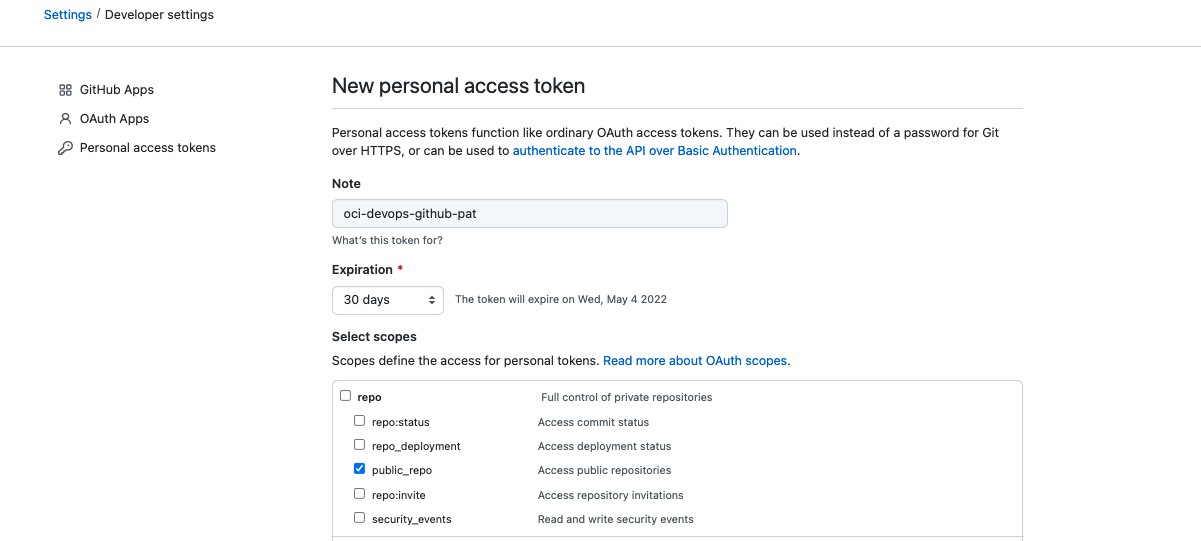 Settings / Developer settings
GitHub Apps
OAuth Apps
Personal access tokens
New personal access token
Personal access tokens function like ordinary OAuth access tokens. They can be used instead of a password for Git
over HTTPS, or can be used to authenticate to the API over Basic Authentication.
Note
oci-devops-github-pat
What's this token for?
Expiration *
30 days The token will expire on Wed, May 4 2022
Select scopes
Scopes define the access for personal tokens. Read more about OAuth scopes.
repo Full control of private repositories
repo:status Access commit status
repo_deployment Access deployment status
public_repo Access public repositories
repo:invite Access repository invitations
security_events Read and write security events